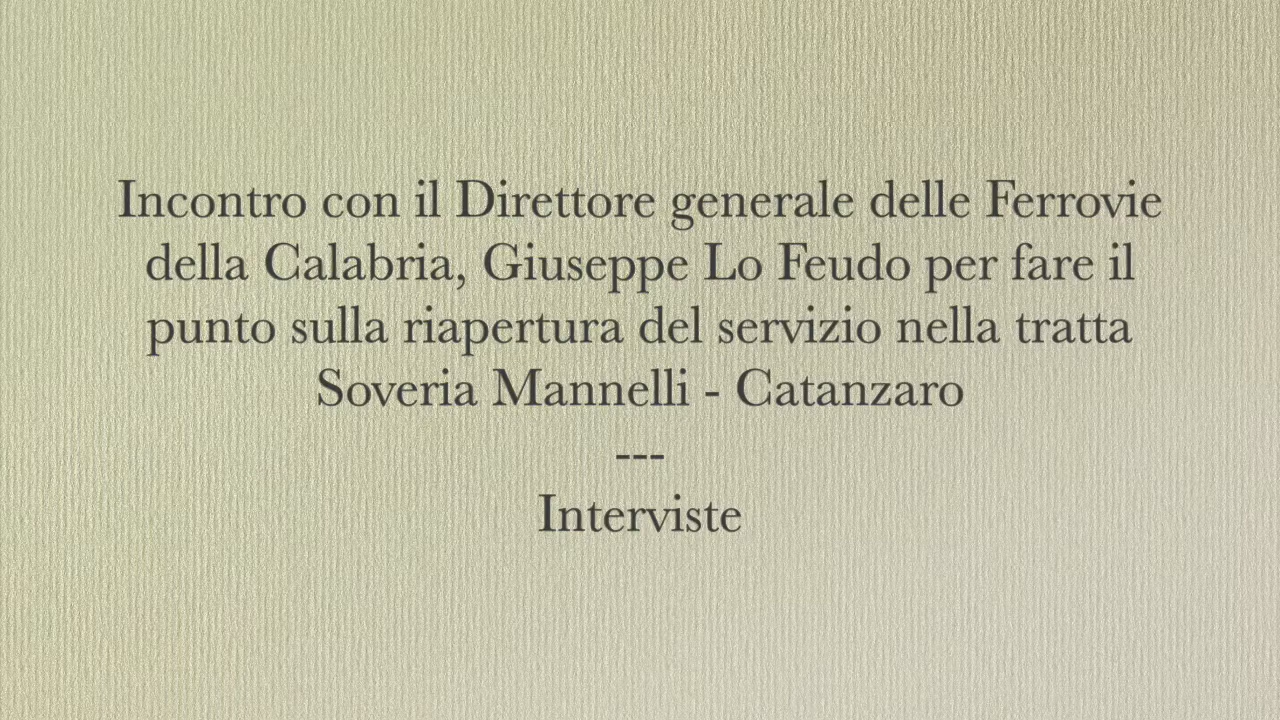 Incontro con il Direttore generale delle Ferrovie
della Calabria, Giuseppe Lo Feudo per fare il
punto sulla riapertura del servizio nella tratta
Soveria Mannelli - Catanzaro
---
Interviste